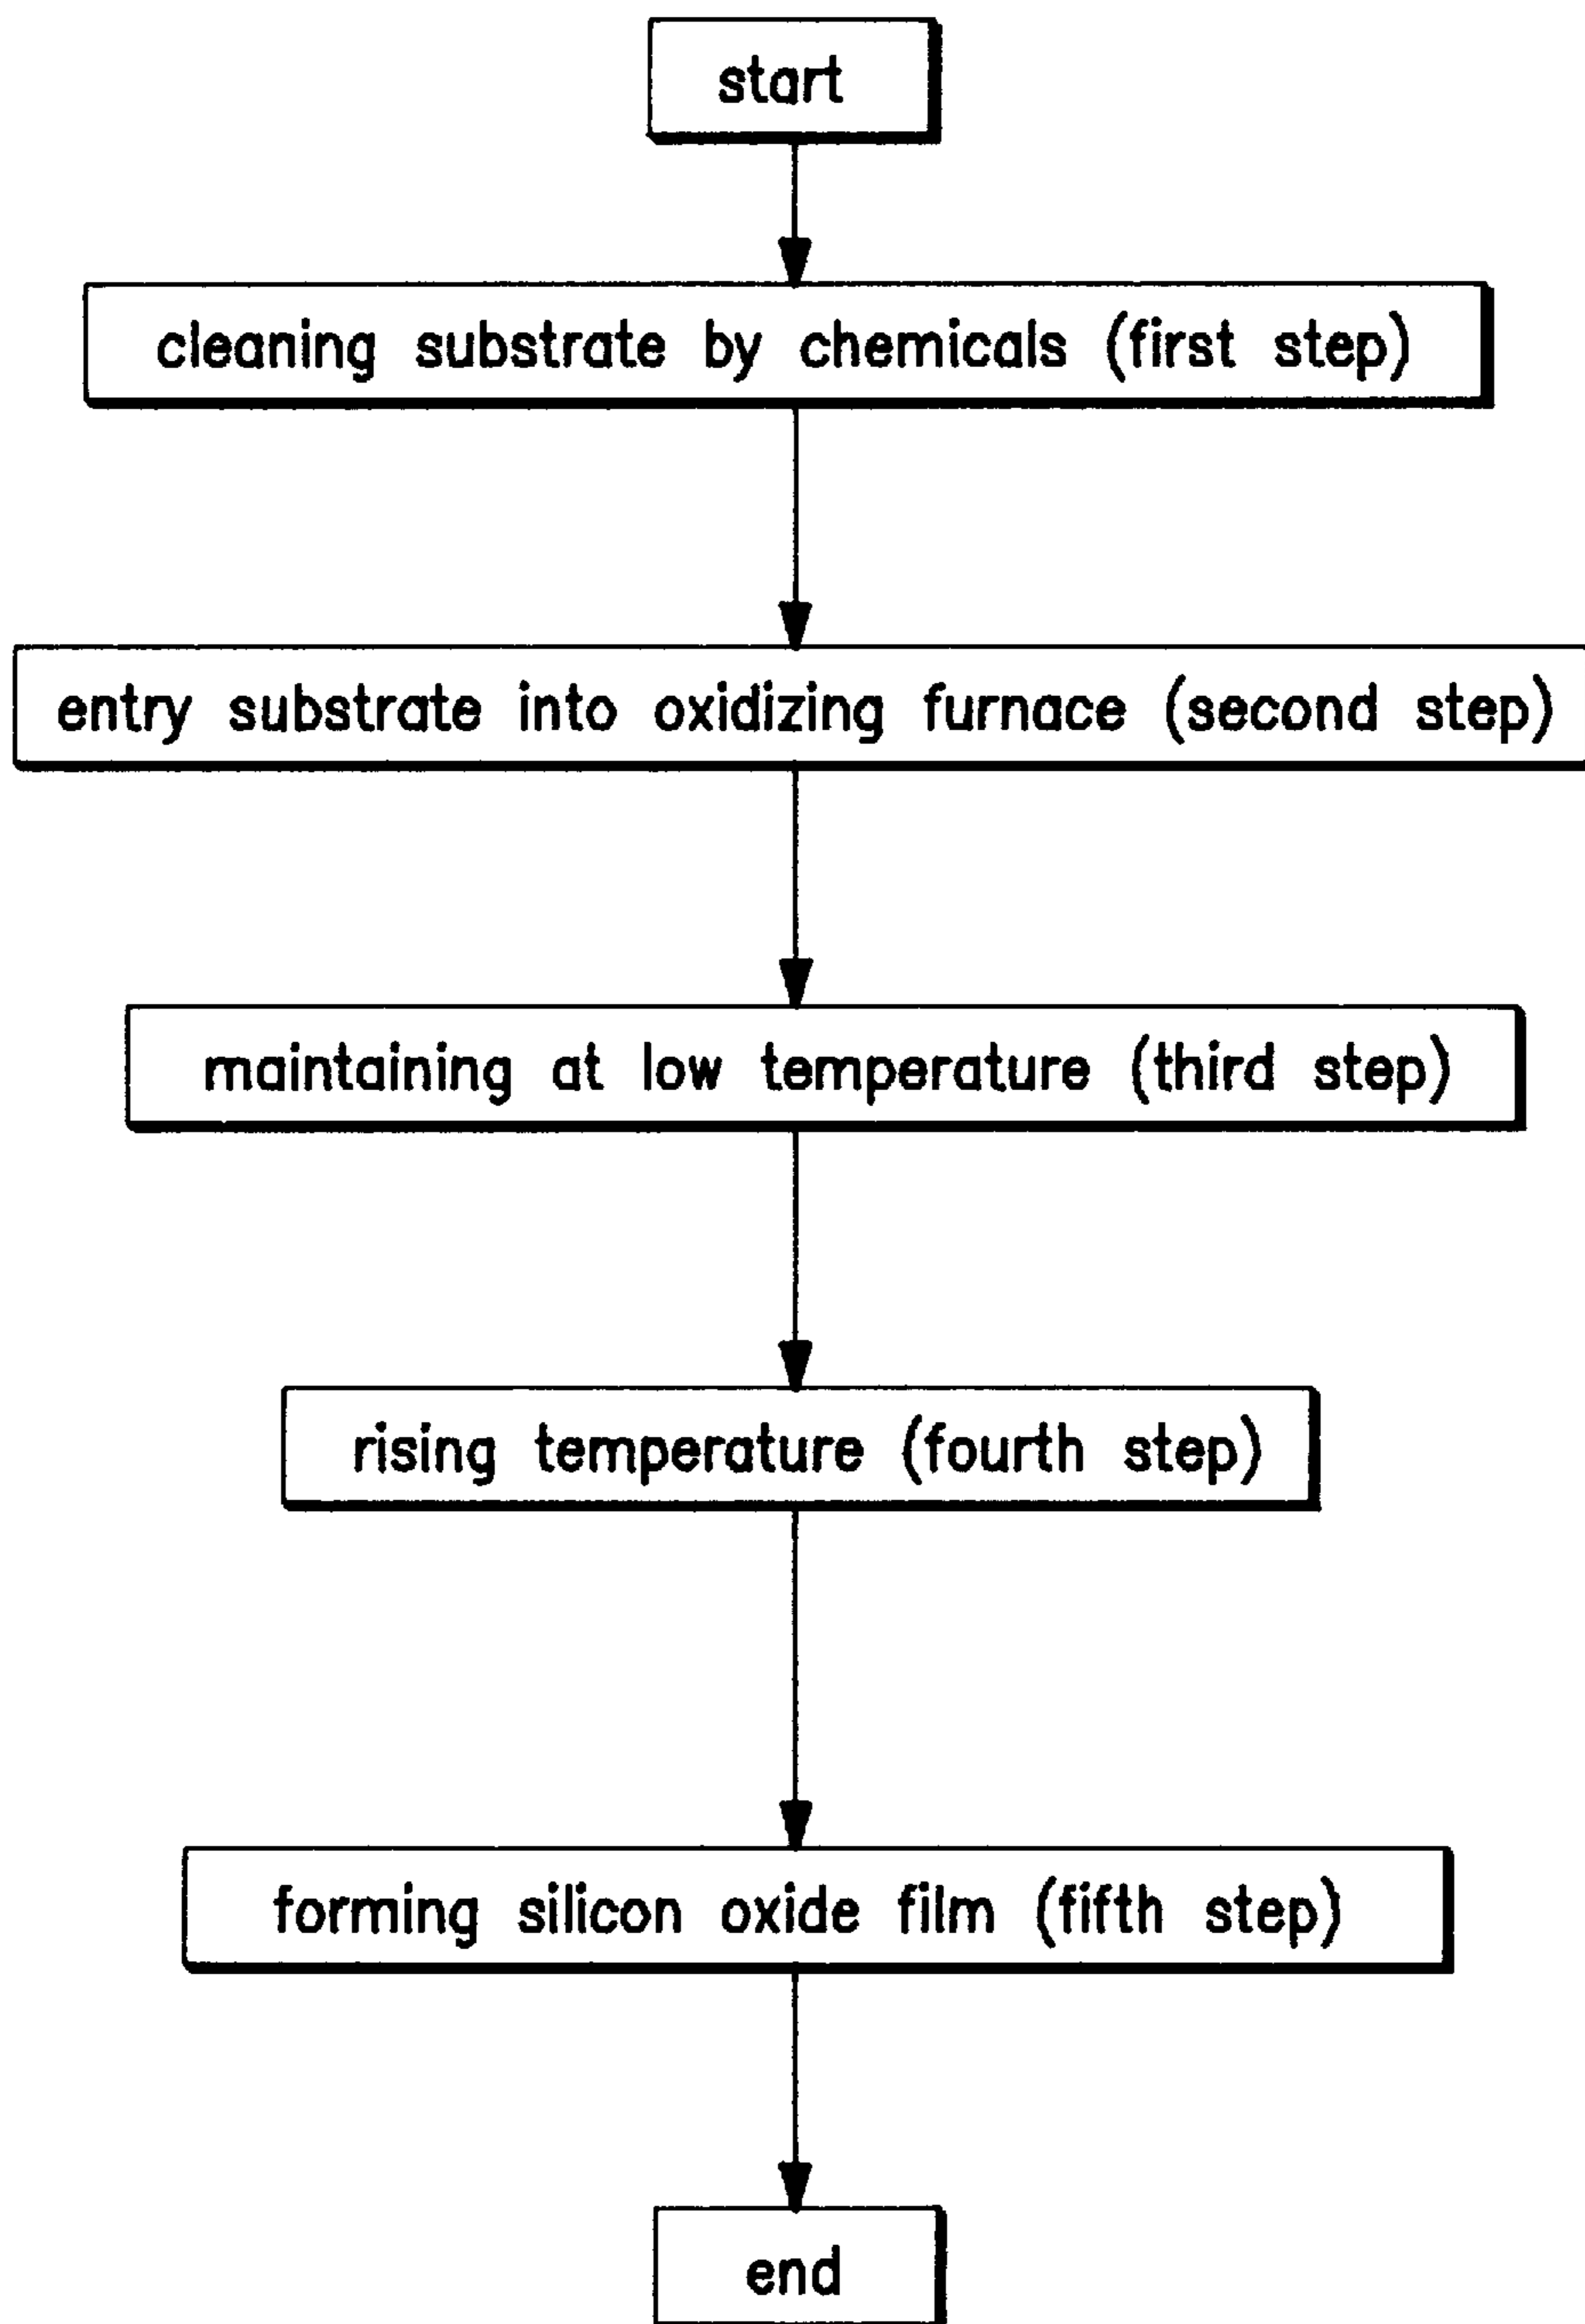 start
cleaning substrate by chemicals (first step)
entry substrate into oxidizing furnace (second step)
maintaining at low temperature (third step)
rising temperature (fourth step)
forming silicon oxide film (fifth step)
end